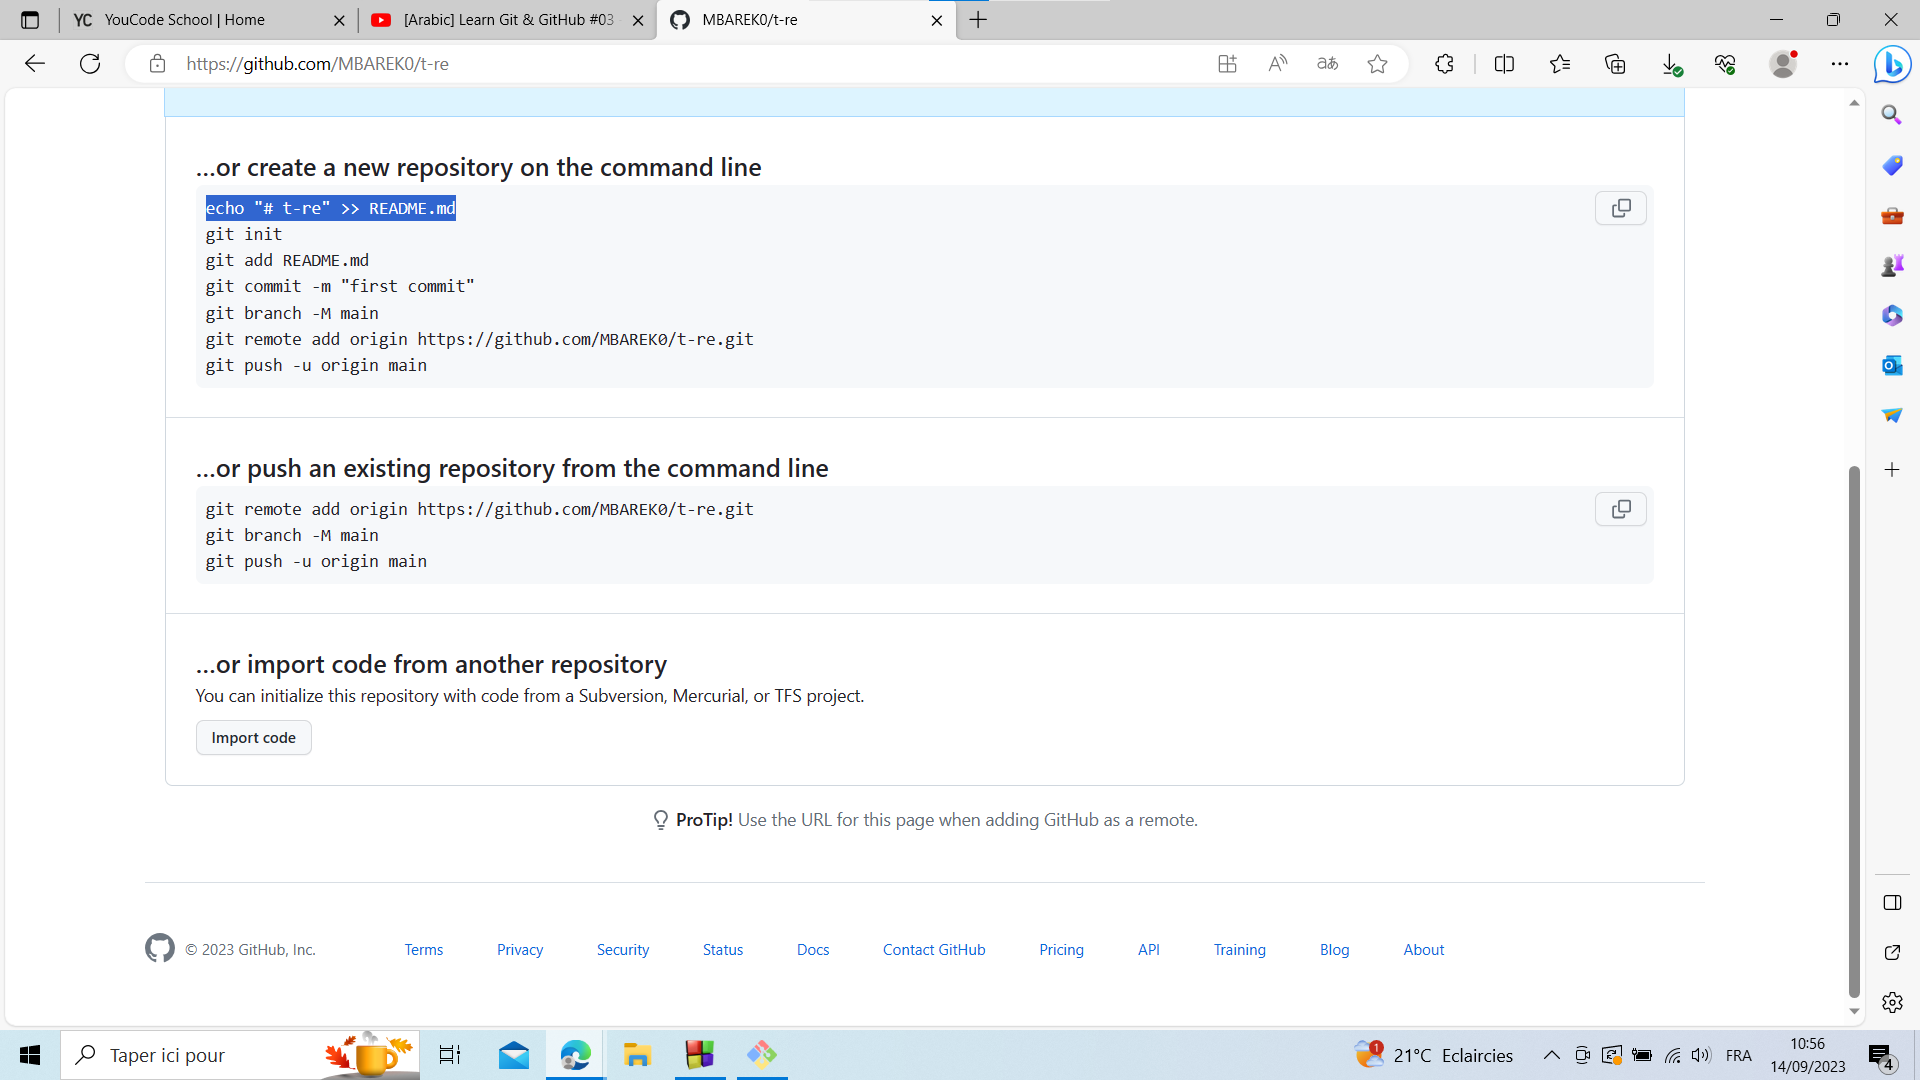 YC YouCode School | Home
[Arabic] Learn Git & GitHub #03 -
MBAREK0/t-re
https://github.com/MBAREK0/t-re
...or create a new repository on the command line
echo "# t-re" >> README.md
git init
git add README.md
git commit -m "first commit"
git branch -M main
git remote add origin https://github.com/MBAREK0/t-re.git
git push -u origin main
...or push an existing repository from the command line
git remote add origin https://github.com/MBAREK0/t-re.git
git branch -M main
git push -u origin main
...or import code from another repository
You can initialize this repository with code from a Subversion, Mercurial, or TFS project.
Import code
ProTip! Use the URL for this page when adding GitHub as a remote.
© 2023 GitHub, Inc. Terms Privacy Security Status Docs Contact GitHub Pricing API Training Blog About
Taper ici pour
1
21°C Eclaircies
FRA
10:56
14/09/2023
4